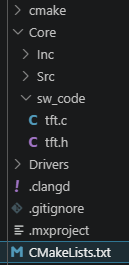 cmake
Core
Inc
Src
sw_code
tft.c
tft.h
Drivers
.clangd
.gitignore
.mxproject
CMakeLists.txt